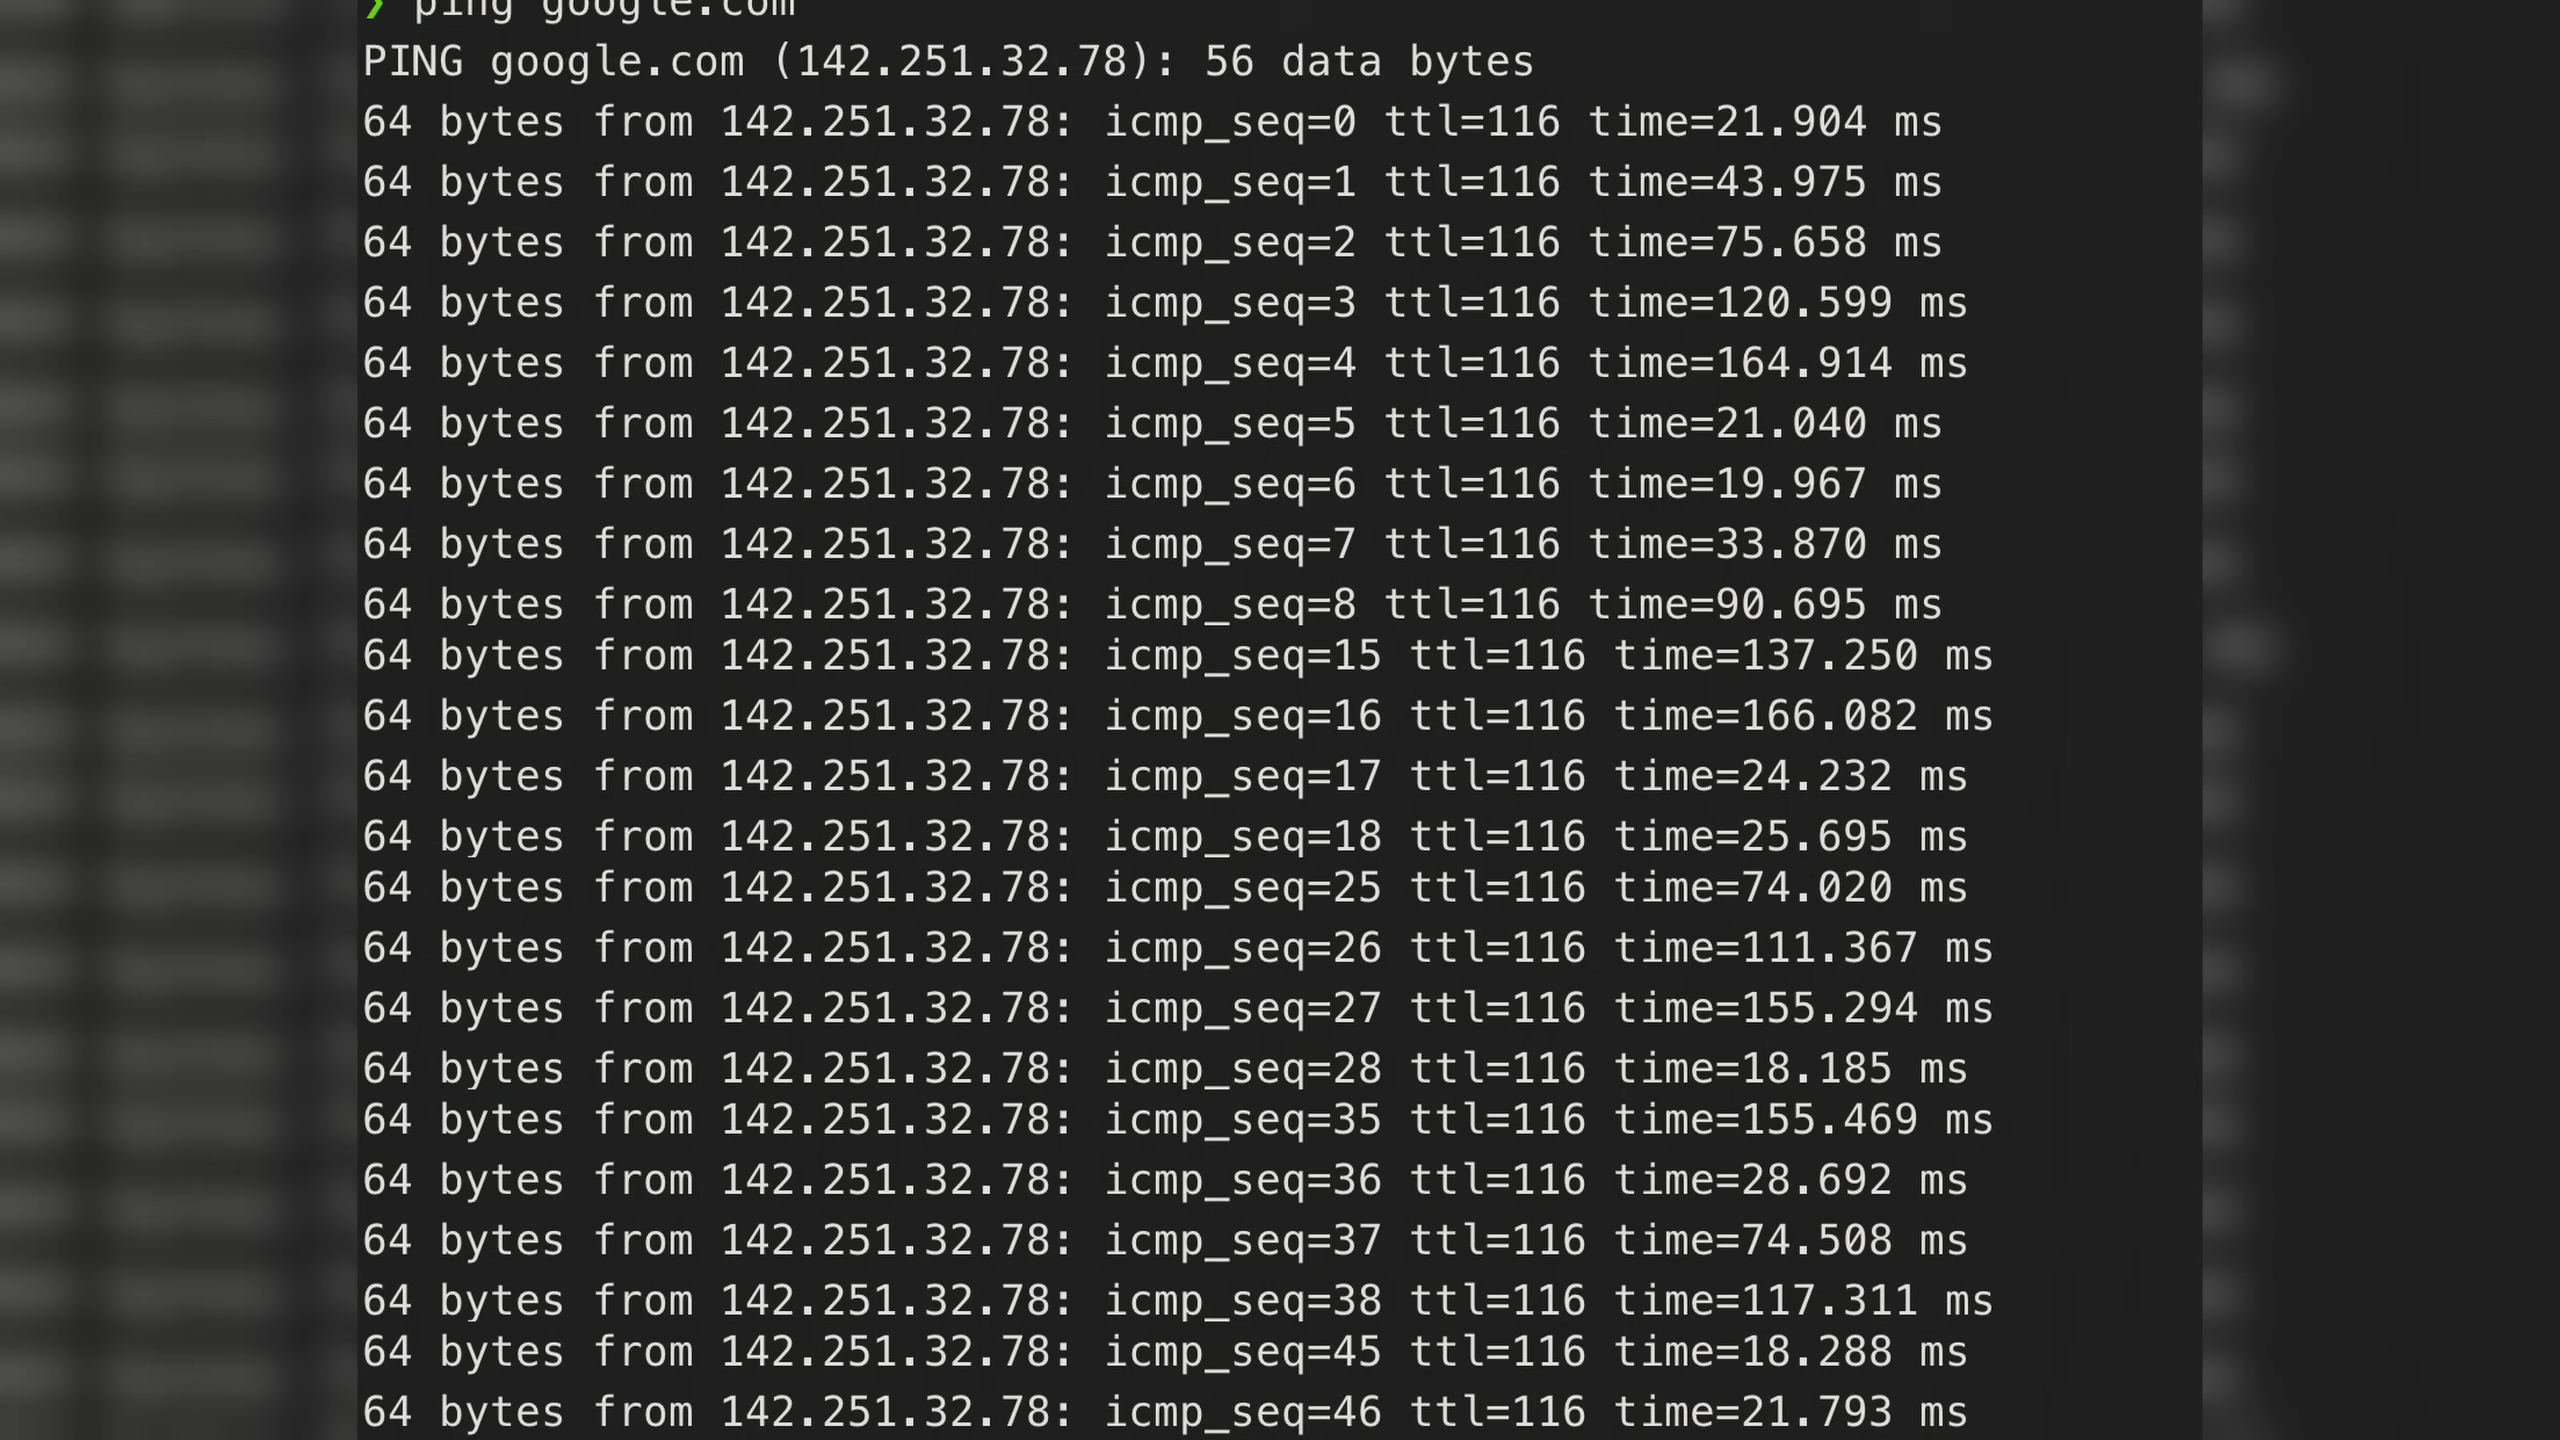 ❯ ping google.com
PING google.com (142.251.32.78): 56 data bytes
64 bytes from 142.251.32.78: icmp_seq=0 ttl=116 time=21.904 ms
64 bytes from 142.251.32.78: icmp_seq=1 ttl=116 time=43.975 ms
64 bytes from 142.251.32.78: icmp_seq=2 ttl=116 time=75.658 ms
64 bytes from 142.251.32.78: icmp_seq=3 ttl=116 time=120.599 ms
64 bytes from 142.251.32.78: icmp_seq=4 ttl=116 time=164.914 ms
64 bytes from 142.251.32.78: icmp_seq=5 ttl=116 time=21.040 ms
64 bytes from 142.251.32.78: icmp_seq=6 ttl=116 time=19.967 ms
64 bytes from 142.251.32.78: icmp_seq=7 ttl=116 time=33.870 ms
64 bytes from 142.251.32.78: icmp_seq=8 ttl=116 time=90.695 ms
64 bytes from 142.251.32.78: icmp_seq=15 ttl=116 time=137.250 ms
64 bytes from 142.251.32.78: icmp_seq=16 ttl=116 time=166.082 ms
64 bytes from 142.251.32.78: icmp_seq=17 ttl=116 time=24.232 ms
64 bytes from 142.251.32.78: icmp_seq=18 ttl=116 time=25.695 ms
64 bytes from 142.251.32.78: icmp_seq=25 ttl=116 time=74.020 ms
64 bytes from 142.251.32.78: icmp_seq=26 ttl=116 time=111.367 ms
64 bytes from 142.251.32.78: icmp_seq=27 ttl=116 time=155.294 ms
64 bytes from 142.251.32.78: icmp_seq=28 ttl=116 time=18.185 ms
64 bytes from 142.251.32.78: icmp_seq=35 ttl=116 time=155.469 ms
64 bytes from 142.251.32.78: icmp_seq=36 ttl=116 time=28.692 ms
64 bytes from 142.251.32.78: icmp_seq=37 ttl=116 time=74.508 ms
64 bytes from 142.251.32.78: icmp_seq=38 ttl=116 time=117.311 ms
64 bytes from 142.251.32.78: icmp_seq=45 ttl=116 time=18.288 ms
64 bytes from 142.251.32.78: icmp_seq=46 ttl=116 time=21.793 ms